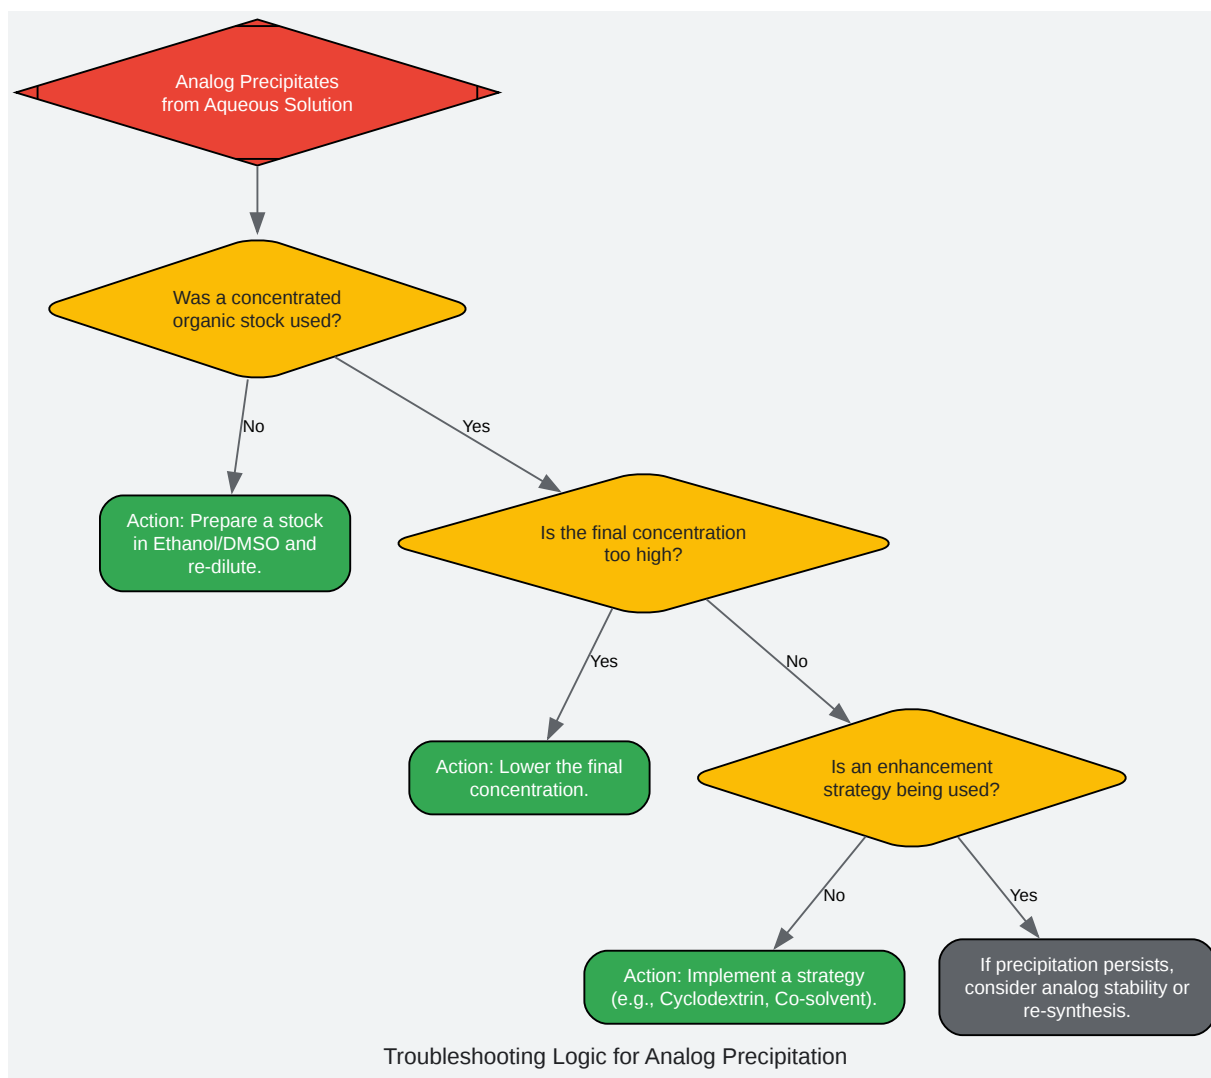 Analog Precipitates
from Aqueous Solution
Was a concentrated
organic stock used?
No
Yes
Action: Prepare a stock
in Ethanol/DMSO and
re-dilute.
Is the final concentration
too high?
Yes
No
Action: Lower the final
concentration.
Is an enhancement
strategy being used?
No
Yes
Action: Implement a strategy
(e.g., Cyclodextrin, Co-solvent).
If precipitation persists,
consider analog stability or
re-synthesis.
Troubleshooting Logic for Analog Precipitation